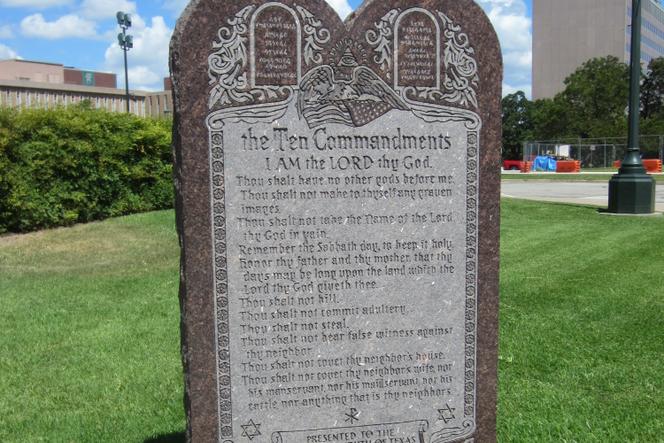 the Ten Commandments
I AM the LORD thy God.
Thou shalt have no other gods before me.
Thou shalt not make to thyself any graven
images.
Thou shalt not take the Name of the Lord
thy God in vain.
Remember the Sabbath day, to keep it holy.
Honor thy father and thy mother, that thy
days may be long upon the land which the
Lord thy God giveth thee.
Thou shalt not kill.
Thou shalt not commit adultery.
Thou shalt not steal.
Thou shalt not bear false witness against
thy neighbor.
Thou shalt not covet thy neighbor's house.
Thou shalt not covet thy neighbor's wife, nor
his manservant, nor his maidservant, nor his
cattle, nor anything that is thy neighbor's.
PRESENTED TO THE
YOUTH OF TEXAS